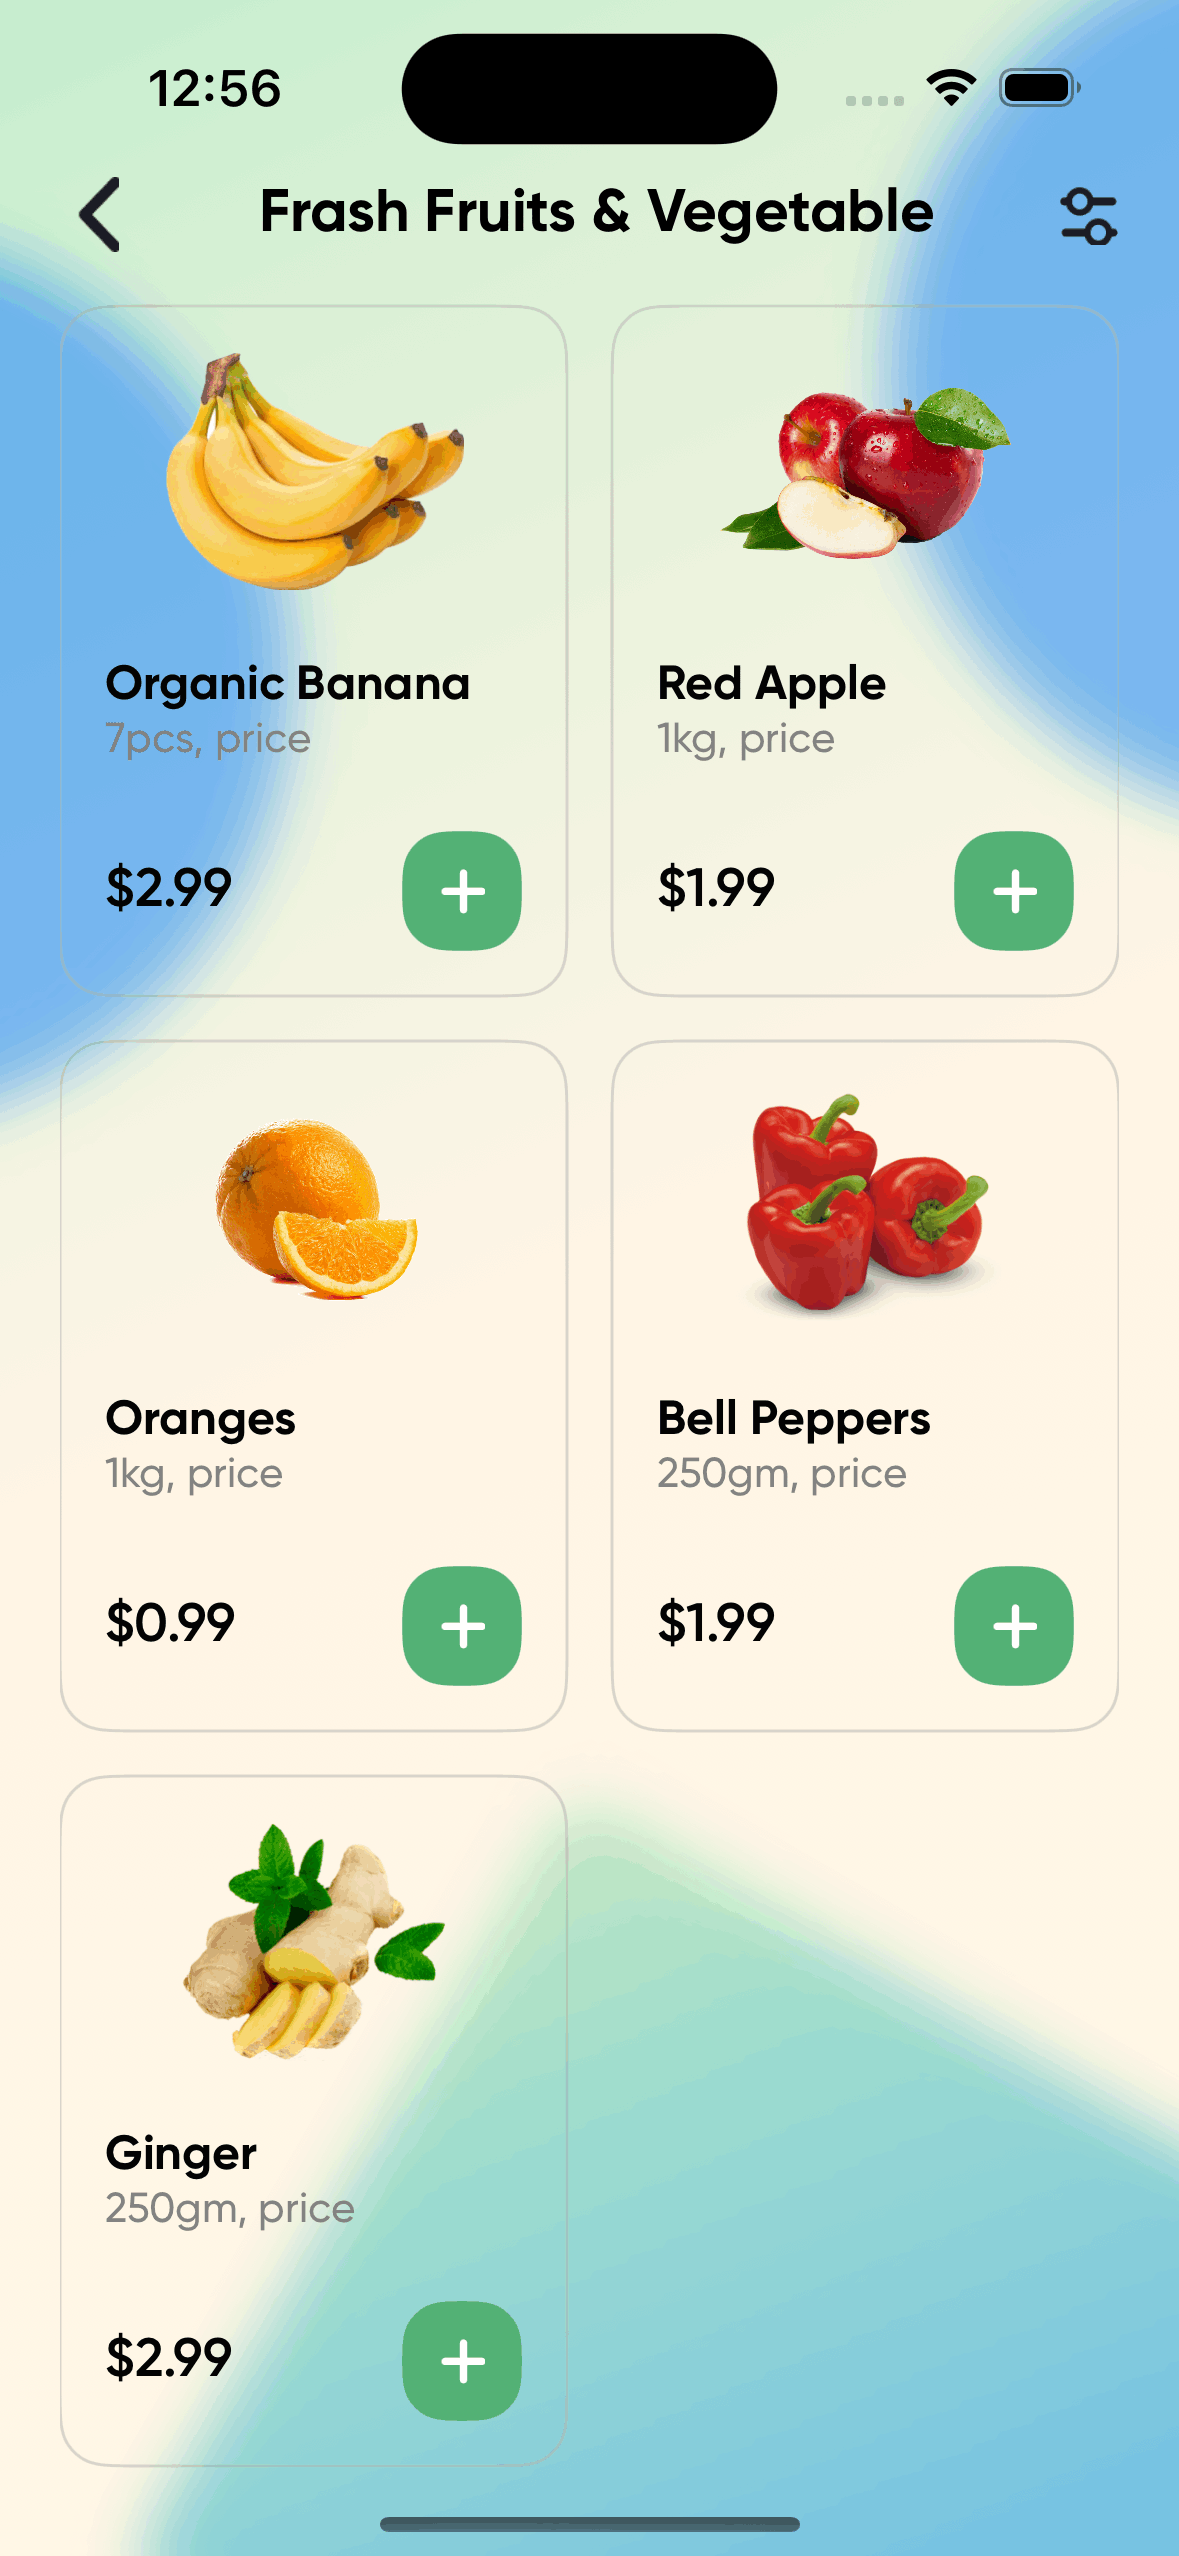 12:56
Frash Fruits & Vegetable
Organic Banana
7pcs, price
$2.99
Red Apple
1kg, price
$1.99
Oranges
1kg, price
$0.99
Bell Peppers
250gm, price
$1.99
Ginger
250gm, price
$2.99